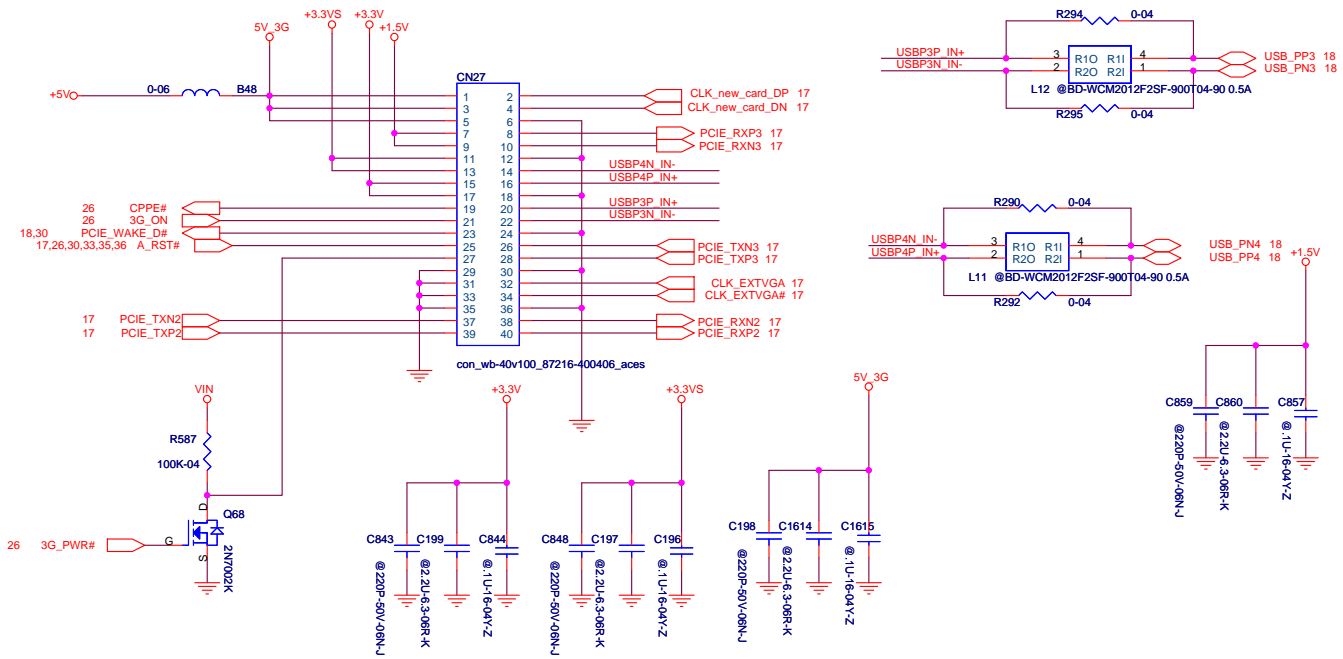 +3.3VS
+3.3V
5V_3G
+1.5V
+5V
0-06
B48
CN27
1
3
5
7
9
11
13
15
17
19
21
23
25
27
29
31
33
35
37
39
2
4
6
8
10
12
14
16
18
20
22
24
26
28
30
32
34
36
38
40
CLK_new_card_DP 17
CLK_new_card_DN 17
PCIE_RXP3 17
PCIE_RXN3 17
USBP4N_IN-
USBP4P_IN+
USBP3P_IN+
USBP3N_IN-
PCIE_TXN3 17
PCIE_TXP3 17
CLK_EXTVGA 17
CLK_EXTVGA# 17
PCIE_RXN2 17
PCIE_RXP2 17
26 CPPE#
26 3G_ON
18,30 PCIE_WAKE_D#
17,26,30,33,35,36 A_RST#
17 PCIE_TXN2
17 PCIE_TXP2
con_wb-40v100_87216-400406_aces
R294 0-04
USBP3P_IN+
USBP3N_IN-
3 R1O R1I 4
2 R2O R2I 1
USB_PP3 18
USB_PN3 18
L12 @BD-WCM2012F2SF-900T04-90 0.5A
R295 0-04
R290 0-04
USBP4N_IN-
USBP4P_IN+
3 R1O R1I 4
2 R2O R2I 1
USB_PN4 18
USB_PP4 18
L11 @BD-WCM2012F2SF-900T04-90 0.5A
R292 0-04
+1.5V
C859
@220P-50V-06N-J
C860
@2.2U-6.3-06R-K
C857
@.1U-16-04Y-Z
VIN
R587
100K-04
D
Q68
G
S
2N7002K
26 3G_PWR#
+3.3V
C843
@220P-50V-06N-J
C199
@2.2U-6.3-06R-K
C844
@.1U-16-04Y-Z
+3.3VS
C848
@220P-50V-06N-J
C197
@2.2U-6.3-06R-K
C196
@.1U-16-04Y-Z
5V_3G
C198
@220P-50V-06N-J
C1614
@2.2U-6.3-06R-K
C1615
@.1U-16-04Y-Z